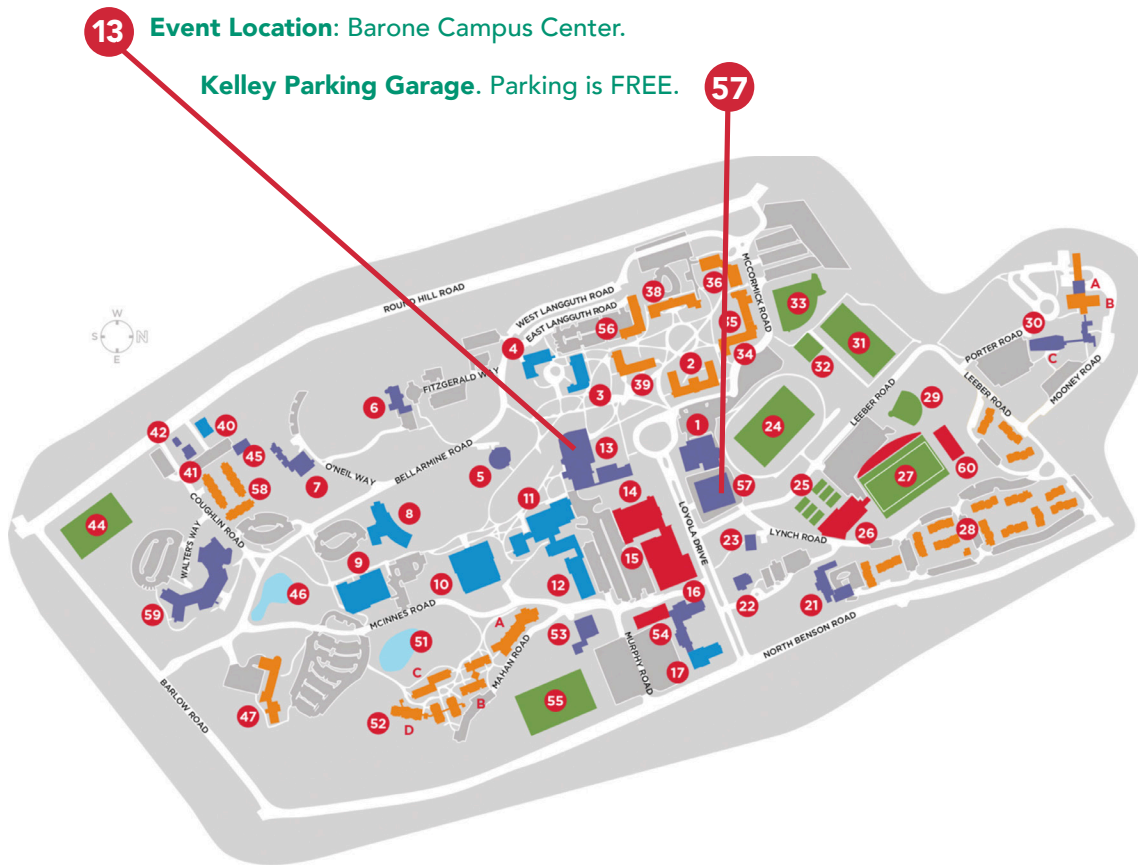 13 Event Location: Barone Campus Center.
Kelley Parking Garage. Parking is FREE. 57
ROUND HILL ROAD
WEST LANGGUTH ROAD
EAST LANGGUTH ROAD
MCCORMICK ROAD
FITZGERALD WAY
BELLARMINE ROAD
O'NEIL WAY
COUGHLIN ROAD
WALTERS WAY
MCINNES ROAD
BARLOW ROAD
MAHAN ROAD
MURPHY ROAD
LOYOLA DRIVE
LYNCH ROAD
NORTH BENSON ROAD
LEEBER ROAD
PORTER ROAD
LEEBER ROAD
MOONEY ROAD
W
S N
E
38
36
33
A
B
30
C
56
35
31
4
2
34
32
39
3
6
29
42
40
1
24
41
45
13
27
60
58
7
5
57
44
14
25
11
8
26
28
23
15
9
10
12
46
16
22
21
59
A
53
54
51
17
C
55
B
47
52
D